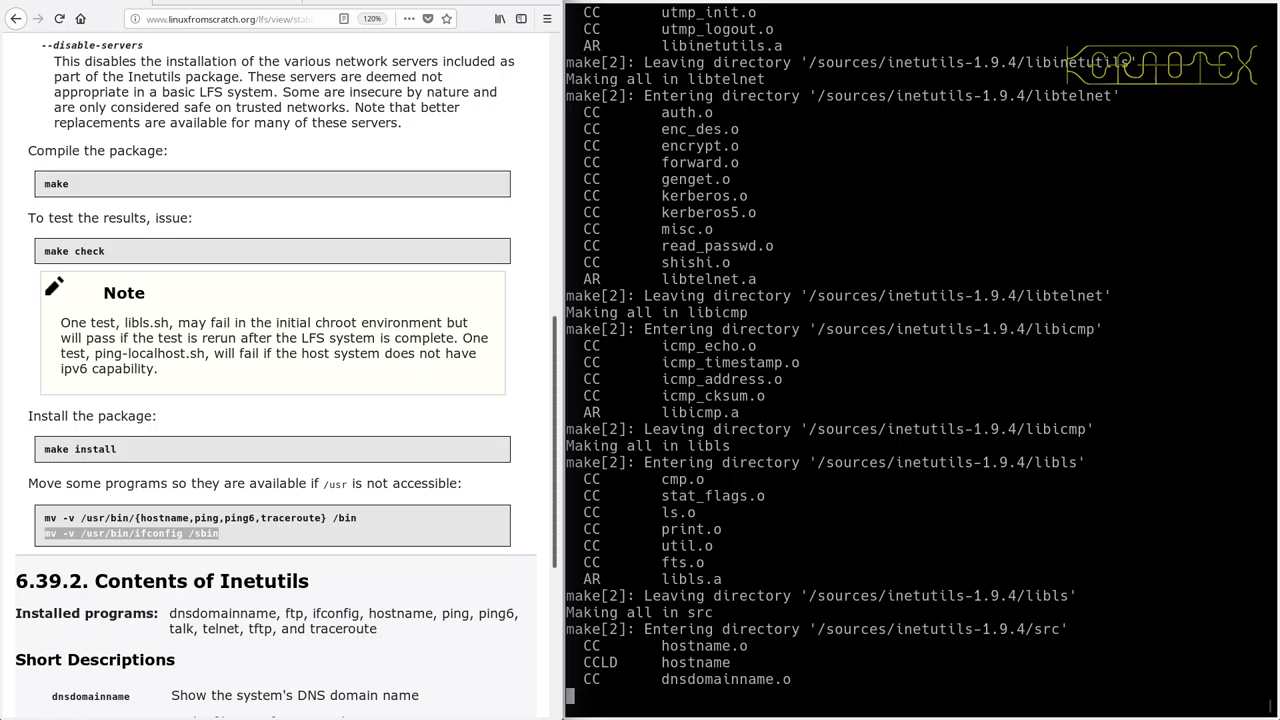 www.linuxfromscratch.org/lfs/view/stab
120%
--disable-servers
This disables the installation of the various network servers included as
part of the Inetutils package. These servers are deemed not
appropriate in a basic LFS system. Some are insecure by nature and
are only considered safe on trusted networks. Note that better
replacements are available for many of these servers.
Compile the package:
make
To test the results, issue:
make check
Note
One test, libls.sh, may fail in the initial chroot environment but
will pass if the test is rerun after the LFS system is complete. One
test, ping-localhost.sh, will fail if the host system does not have
ipv6 capability.
Install the package:
make install
Move some programs so they are available if /usr is not accessible:
mv -v /usr/bin/{hostname,ping,ping6,traceroute} /bin
mv -v /usr/bin/ifconfig /sbin
6.39.2. Contents of Inetutils
Installed programs: dnsdomainname, ftp, ifconfig, hostname, ping, ping6,
talk, telnet, tftp, and traceroute
Short Descriptions
dnsdomainname Show the system's DNS domain name
CC utmp_init.o
CC utmp_logout.o
AR libinetutils.a
make[2]: Leaving directory '/sources/inetutils-1.9.4/libinetutils'
Making all in libtelnet
make[2]: Entering directory '/sources/inetutils-1.9.4/libtelnet'
CC auth.o
CC enc_des.o
CC encrypt.o
CC forward.o
CC genget.o
CC kerberos.o
CC kerberos5.o
CC misc.o
CC read_passwd.o
CC shishi.o
AR libtelnet.a
make[2]: Leaving directory '/sources/inetutils-1.9.4/libtelnet'
Making all in libicmp
make[2]: Entering directory '/sources/inetutils-1.9.4/libicmp'
CC icmp_echo.o
CC icmp_timestamp.o
CC icmp_address.o
CC icmp_cksum.o
AR libicmp.a
make[2]: Leaving directory '/sources/inetutils-1.9.4/libicmp'
Making all in libls
make[2]: Entering directory '/sources/inetutils-1.9.4/libls'
CC cmp.o
CC stat_flags.o
CC ls.o
CC print.o
CC util.o
CC fts.o
AR libls.a
make[2]: Leaving directory '/sources/inetutils-1.9.4/libls'
Making all in src
make[2]: Entering directory '/sources/inetutils-1.9.4/src'
CC hostname.o
CCLD hostname
CC dnsdomainname.o